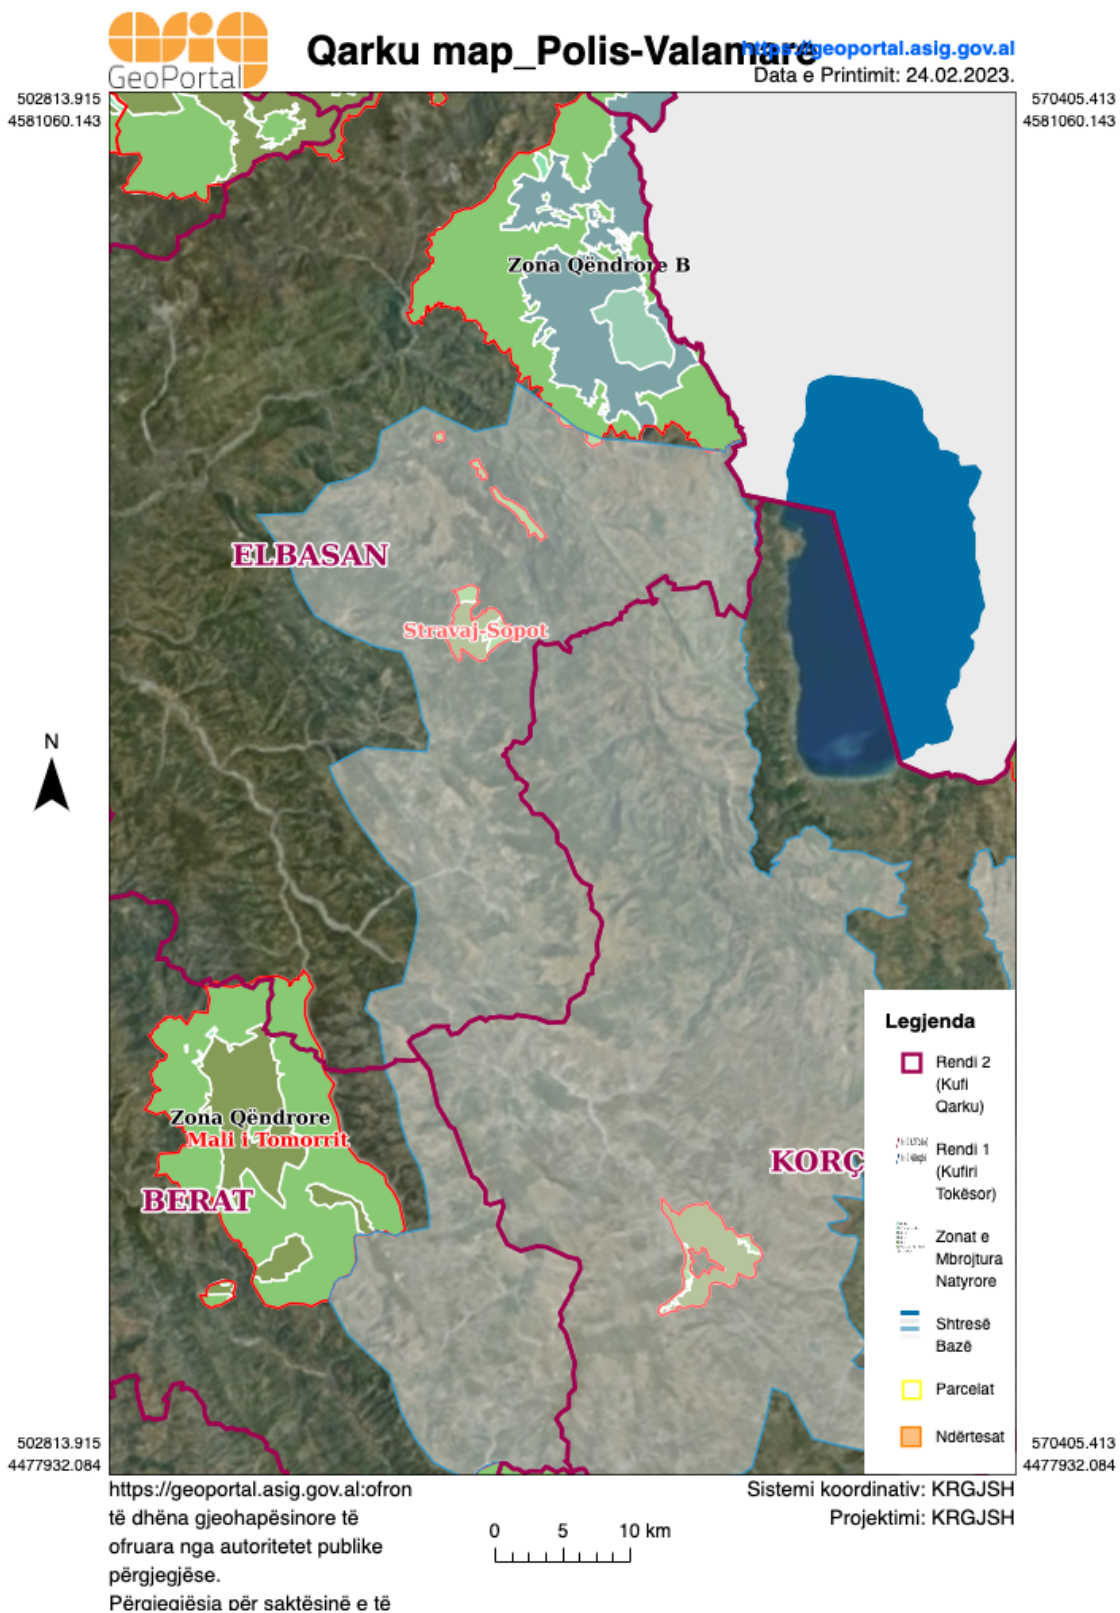 asig
GeoPortal
Qarku map_Polis-Valamare
https://geoportal.asig.gov.al
Data e Printimit: 24.02.2023.
502813.915
4581060.143
570405.413
4581060.143
Zona Qëndrore B
ELBASAN
Stravaj-Sopot
N
Zona Qëndrore
Mali i Tomorrit
BERAT
KORÇ
Legjenda
Rendi 2
(Kufi
Qarku)
Rendi 1
(Kufiri
Tokësor)
Zonat e
Mbrojtura
Natyrore
Shtresë
Bazë
Parcelat
Ndërtesat
502813.915
4477932.084
570405.413
4477932.084
https://geoportal.asig.gov.al:ofron
të dhëna gjeohapësinore të
ofruara nga autoritetet publike
përgjegjëse.
Përgjegjësia për saktësinë e të
0 5 10 km
Sistemi koordinativ: KRGJSH
Projektimi: KRGJSH